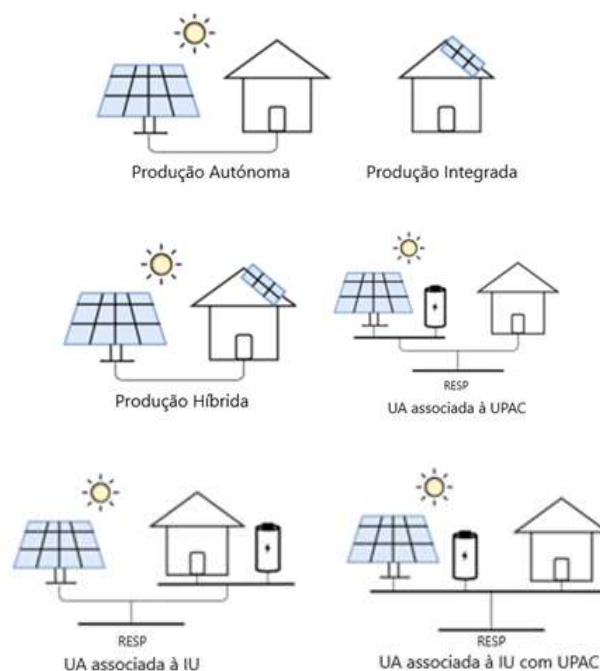 Produção Autónoma
Produção Integrada
Produção Híbrida
RESP
UA associada à UPAC
RESP
UA associada à IU
RESP
UA associada à IU com UPAC